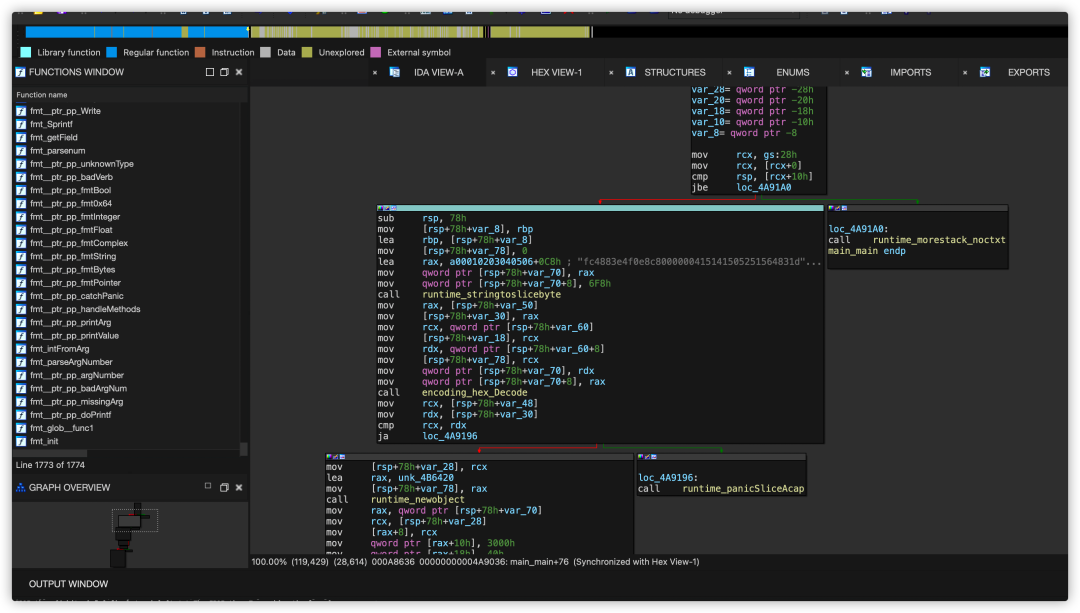 Library function Regular function Instruction Data Unexplored External symbol
FUNCTIONS WINDOW
IDA VIEW-A
HEX VIEW-1
STRUCTURES
ENUMS
IMPORTS
EXPORTS
Function name
fmt__ptr_pp_Write
fmt_Sprintf
fmt_getField
fmt_parsenum
fmt__ptr_pp_unknownType
fmt__ptr_pp_badVerb
fmt__ptr_pp_fmtBool
fmt__ptr_pp_fmt0x64
fmt__ptr_pp_fmtInteger
fmt__ptr_pp_fmtFloat
fmt__ptr_pp_fmtComplex
fmt__ptr_pp_fmtString
fmt__ptr_pp_fmtBytes
fmt__ptr_pp_fmtPointer
fmt__ptr_pp_catchPanic
fmt__ptr_pp_handleMethods
fmt__ptr_pp_printArg
fmt__ptr_pp_printValue
fmt_intFromArg
fmt_parseArgNumber
fmt__ptr_pp_argNumber
fmt__ptr_pp_badArgNum
fmt__ptr_pp_missingArg
fmt__ptr_pp_doPrintf
fmt_glob__func1
fmt_init
Line 1773 of 1774
GRAPH OVERVIEW
var_28= qword ptr -28h
var_20= qword ptr -20h
var_18= qword ptr -18h
var_10= qword ptr -10h
var_8= qword ptr -8
mov rcx, gs:28h
mov rcx, [rcx+0]
cmp rsp, [rcx+10h]
jbe loc_4A91A0
sub rsp, 78h
mov [rsp+78h+var_8], rbp
lea rbp, [rsp+78h+var_8]
mov [rsp+78h+var_78], 0
lea rax, a00010203040506+0C8h ; "fc4883e4f0e8c8000000415141505251564831d"...
mov qword ptr [rsp+78h+var_70], rax
mov qword ptr [rsp+78h+var_70+8], 6F8h
call runtime_stringtoslicebyte
mov rax, [rsp+78h+var_50]
mov [rsp+78h+var_30], rax
mov rcx, qword ptr [rsp+78h+var_60]
mov [rsp+78h+var_18], rcx
mov rdx, qword ptr [rsp+78h+var_60+8]
mov [rsp+78h+var_78], rcx
mov qword ptr [rsp+78h+var_70], rdx
mov qword ptr [rsp+78h+var_70+8], rax
call encoding_hex_Decode
mov rcx, [rsp+78h+var_48]
mov rdx, [rsp+78h+var_30]
cmp rcx, rdx
ja loc_4A9196
loc_4A91A0:
call runtime_morestack_noctxt
main_main endp
mov [rsp+78h+var_28], rcx
lea rax, unk_4B6420
mov [rsp+78h+var_78], rax
call runtime_newobject
mov rax, qword ptr [rsp+78h+var_70]
mov rcx, [rsp+78h+var_28]
mov [rax+8], rcx
mov qword ptr [rax+10h], 3000h
mov qword ptr [rax+18h], 40h
loc_4A9196:
call runtime_panicSliceAcap
100.00% (119,429) (28,614) 000A8636 00000000004A9036: main_main+76 (Synchronized with Hex View-1)
OUTPUT WINDOW